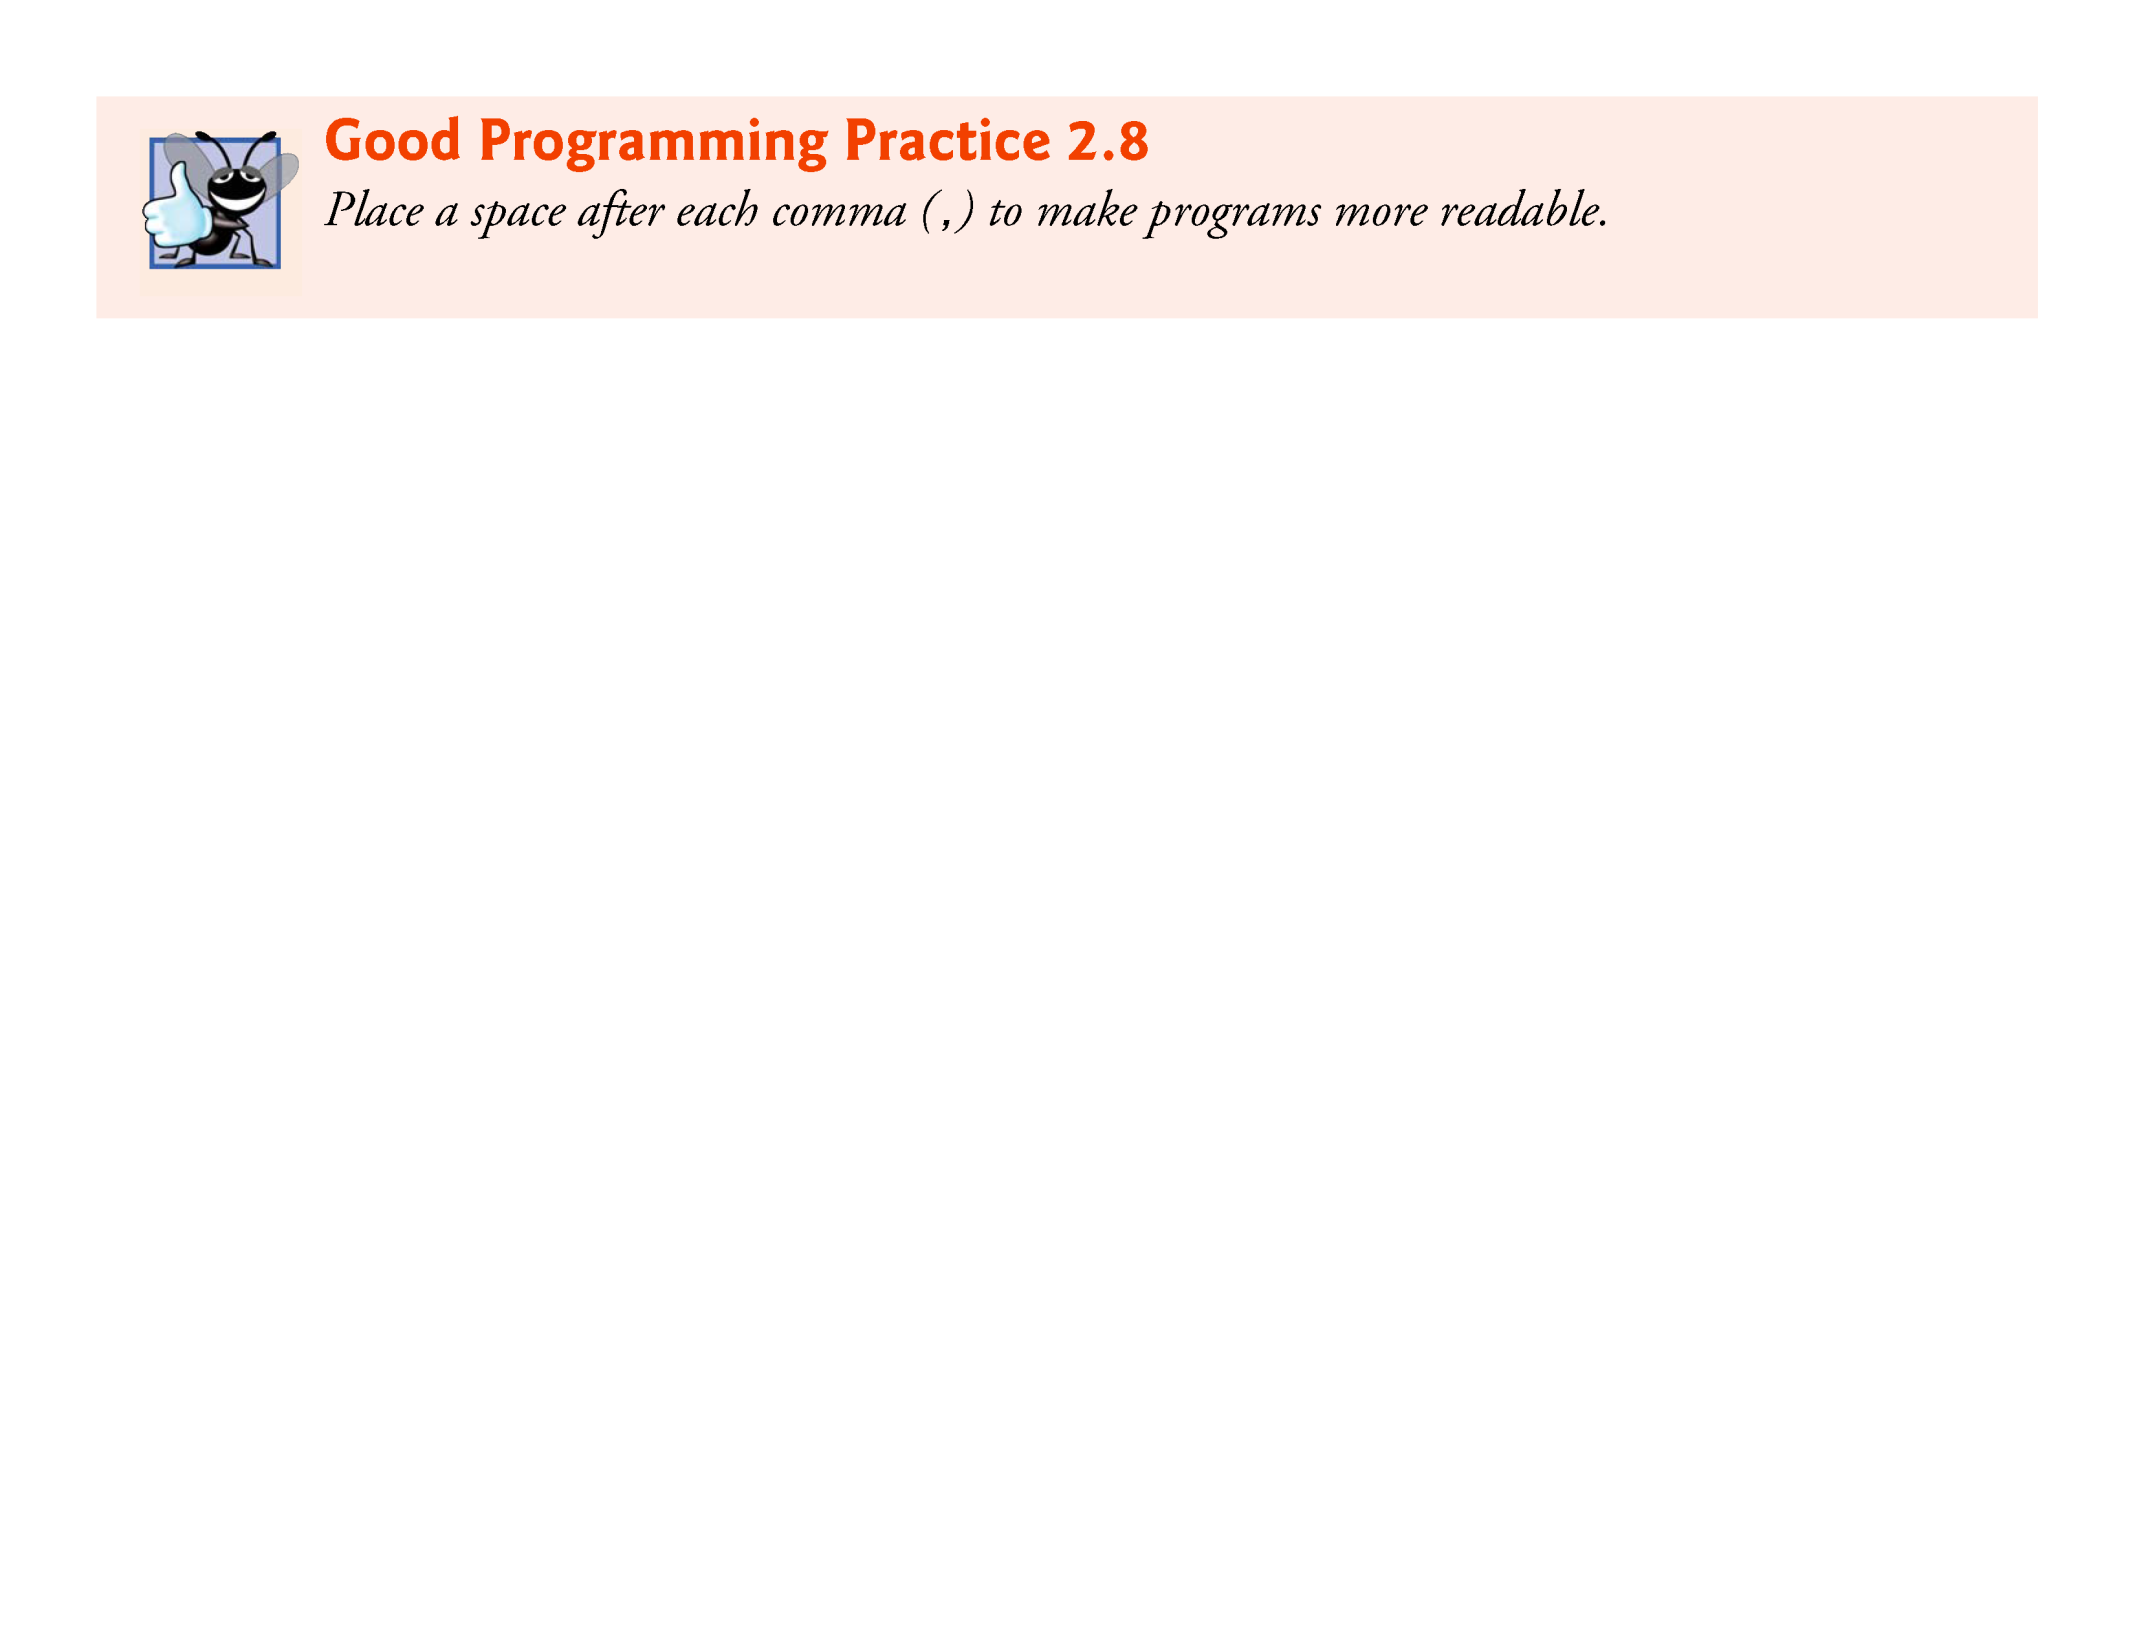 Good Programming Practice 2.8
Place a space after each comma (,) to make programs more readable.